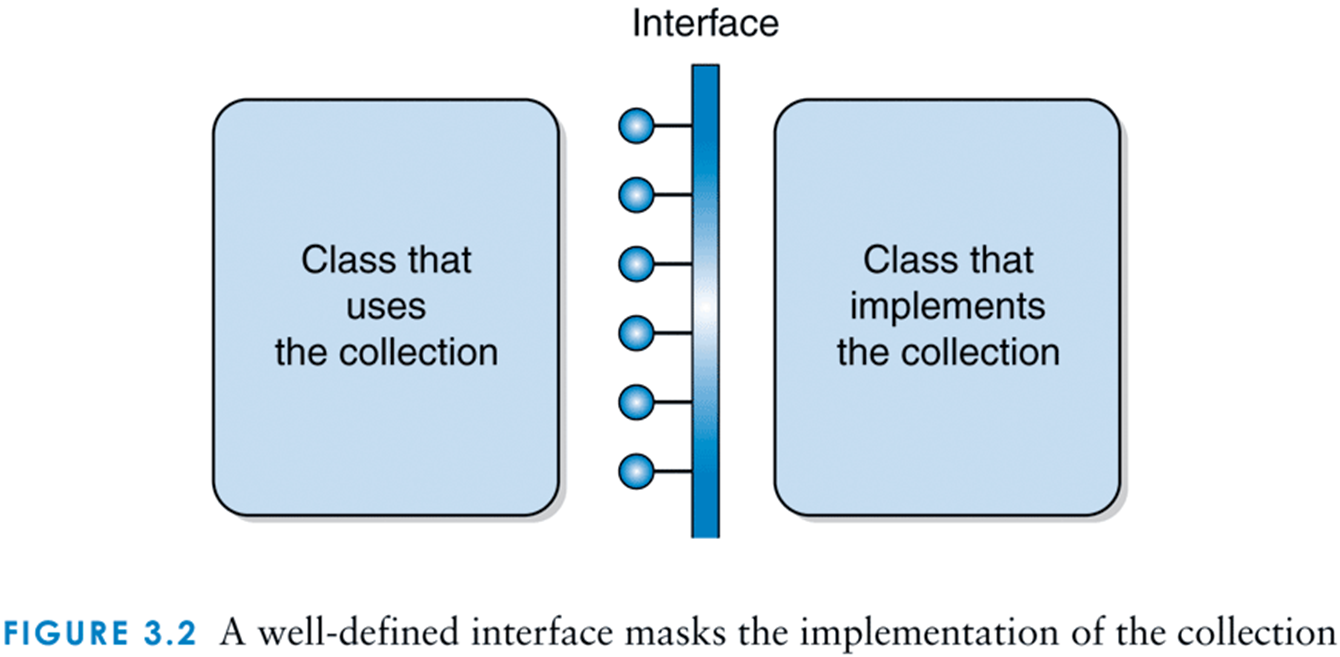 Interface
Class that
uses
the collection
Class that
implements
the collection
FIGURE 3.2 A well-defined interface masks the implementation of the collection